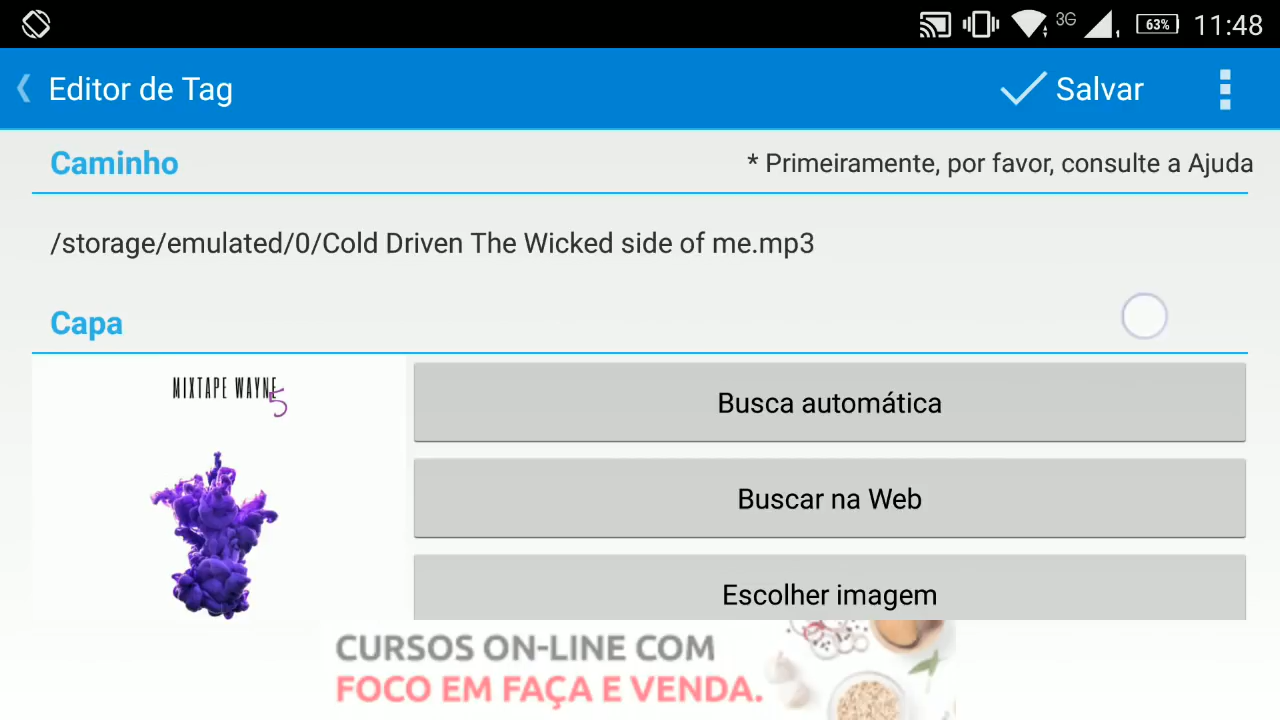 3G 63% 11:48
Editor de Tag
Salvar
Caminho
* Primeiramente, por favor, consulte a Ajuda
/storage/emulated/0/Cold Driven The Wicked side of me.mp3
Capa
MIXTAPE WAYNE
5
Busca automática
Buscar na Web
Escolher imagem
CURSOS ON-LINE COM
FOCO EM FAÇA E VENDA.